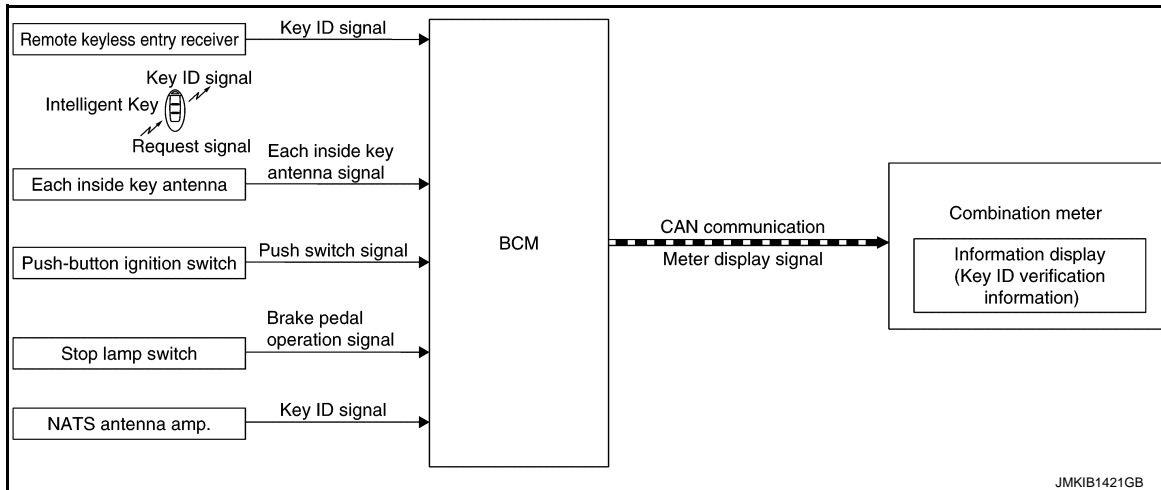 Remote keyless entry receiver
Key ID signal
Key ID signal
Intelligent Key
Request signal
Each inside key antenna
Each inside key
antenna signal
Push-button ignition switch
Push switch signal
Stop lamp switch
Brake pedal
operation signal
NATS antenna amp.
Key ID signal
BCM
CAN communication
Meter display signal
Combination meter
Information display
(Key ID verification
information)
JMKIB1421GB